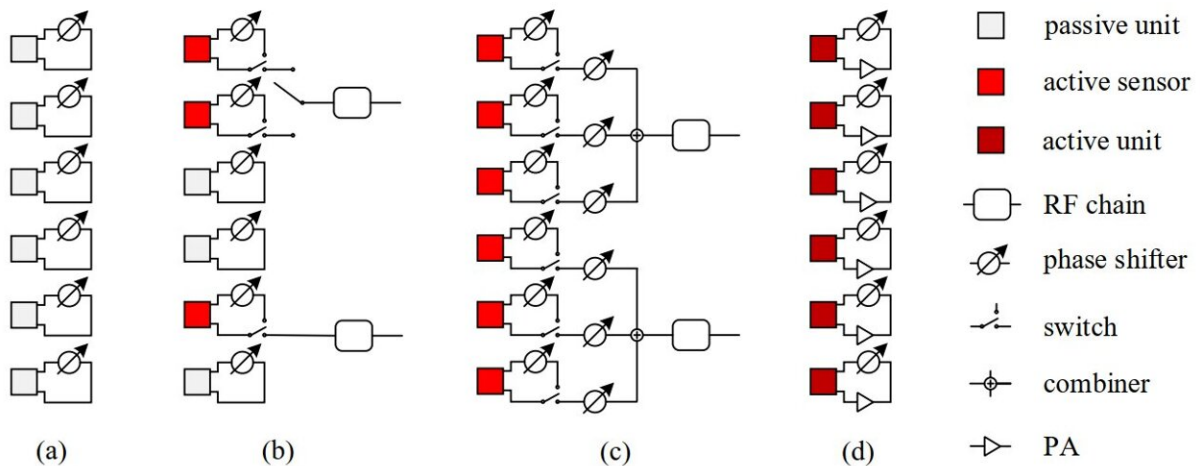 passive unit
active sensor
active unit
RF chain
phase shifter
switch
combiner
PA
(a)
(b)
(c)
(d)